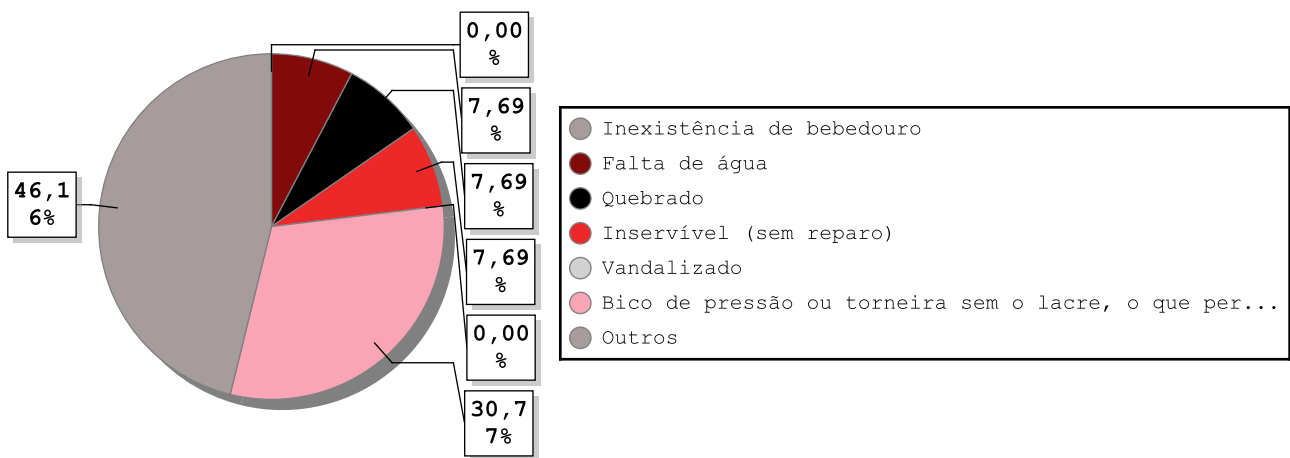 0,00
%
7,69
%
7,69
%
7,69
%
0,00
%
30,7
7%
46,1
6%
Inexistência de bebedouro
Falta de água
Quebrado
Inservível (sem reparo)
Vandalizado
Bico de pressão ou torneira sem o lacre, o que per...
Outros